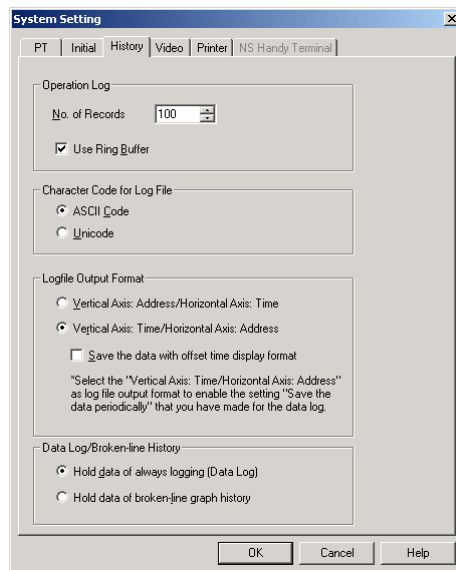 System Setting
PT Initial History Video Printer NS Handy Terminal
Operation Log
No. of Records 100
Use Ring Buffer
Character Code for Log File
ASCII Code
Unicode
Logfile Output Format
Vertical Axis: Address/Horizontal Axis: Time
Vertical Axis: Time/Horizontal Axis: Address
Save the data with offset time display format
"Select the "Vertical Axis: Time/Horizontal Axis: Address"
as log file output format to enable the setting "Save the
data periodically" that you have made for the data log.
Data Log/Broken-line History
Hold data of always logging (Data Log)
Hold data of broken-line graph history
OK Cancel Help